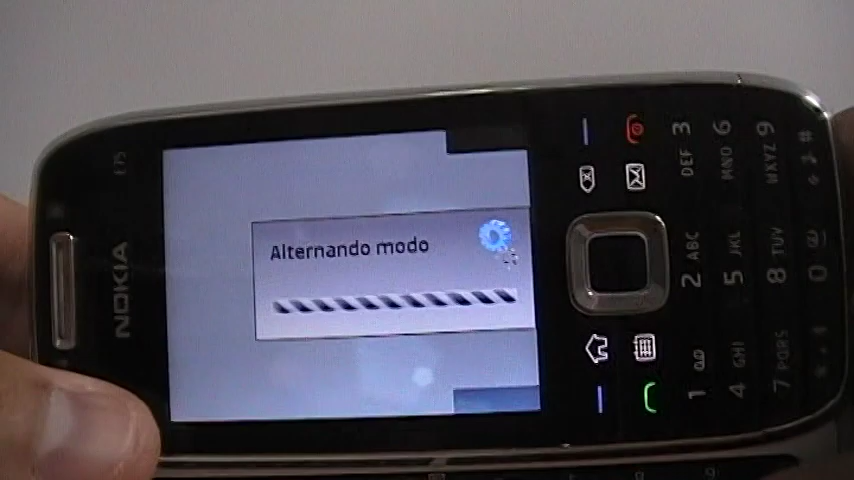 Alternando modo
NOKIA
E75
DEF 3
MNO 6
WXYZ 9
#
2 ABC
5 JKL
8 TUV
0
1
4 GHI
7 PQRS